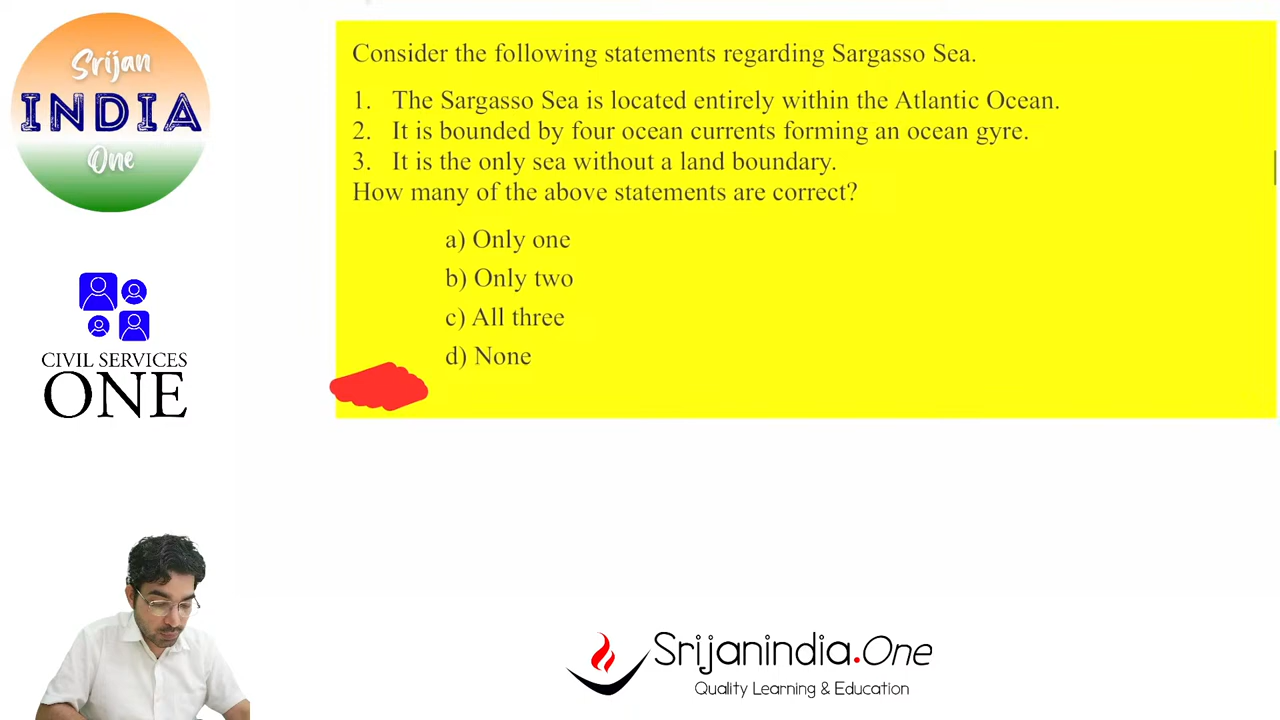 Srijan
INDIA
One
CIVIL SERVICES
ONE
Consider the following statements regarding Sargasso Sea.
1. The Sargasso Sea is located entirely within the Atlantic Ocean.
2. It is bounded by four ocean currents forming an ocean gyre.
3. It is the only sea without a land boundary.
How many of the above statements are correct?
a) Only one
b) Only two
c) All three
d) None
Srijanindia.One
Quality Learning & Education